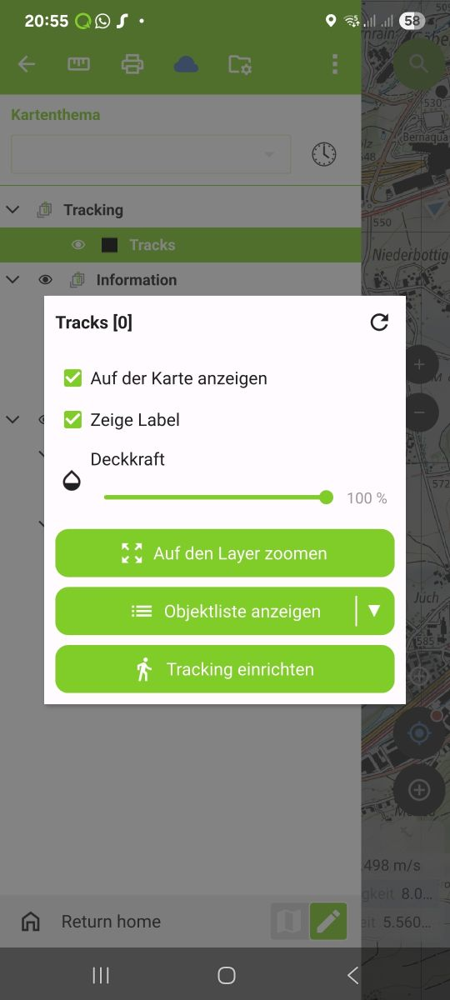 20:55
58
Kartenthema
530
Bernaqua
548
550
Tracking
Tracks
Niederbottig
Information
Tracks [0]
Auf der Karte anzeigen
Zeige Label
Deckkraft
100 %
572
Auf den Layer zoomen
Juch
Objektliste anzeigen
585
Tracking einrichten
498 m/s
gkeit 8.0...
eit 5.560...
Return home